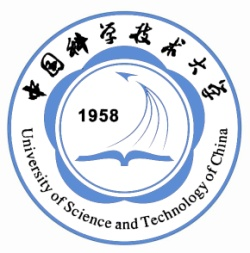 中国科学技术大学
1958
University of Science and Technology of China